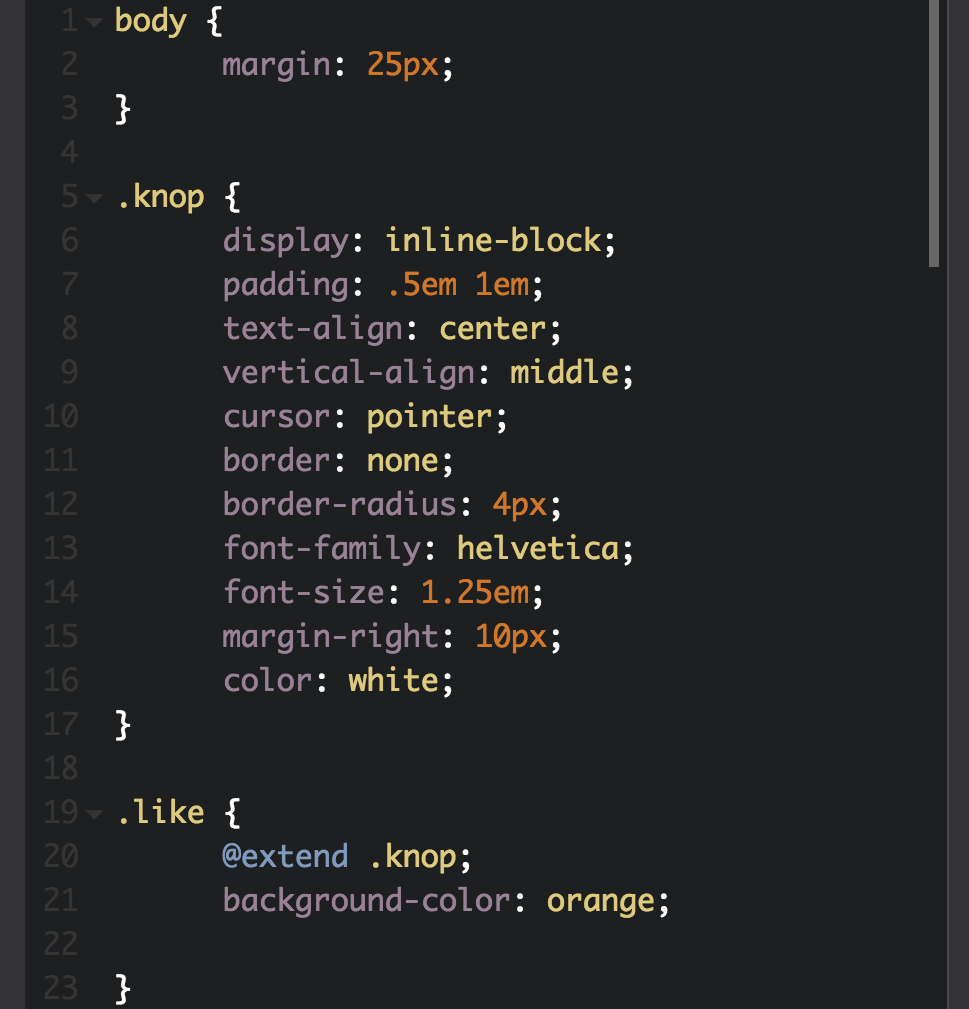 1 body {
2 margin: 25px;
3 }
4
5 .knop {
6 display: inline-block;
7 padding: .5em 1em;
8 text-align: center;
9 vertical-align: middle;
10 cursor: pointer;
11 border: none;
12 border-radius: 4px;
13 font-family: helvetica;
14 font-size: 1.25em;
15 margin-right: 10px;
16 color: white;
17 }
18
19 .like {
20 @extend .knop;
21 background-color: orange;
22
23 }